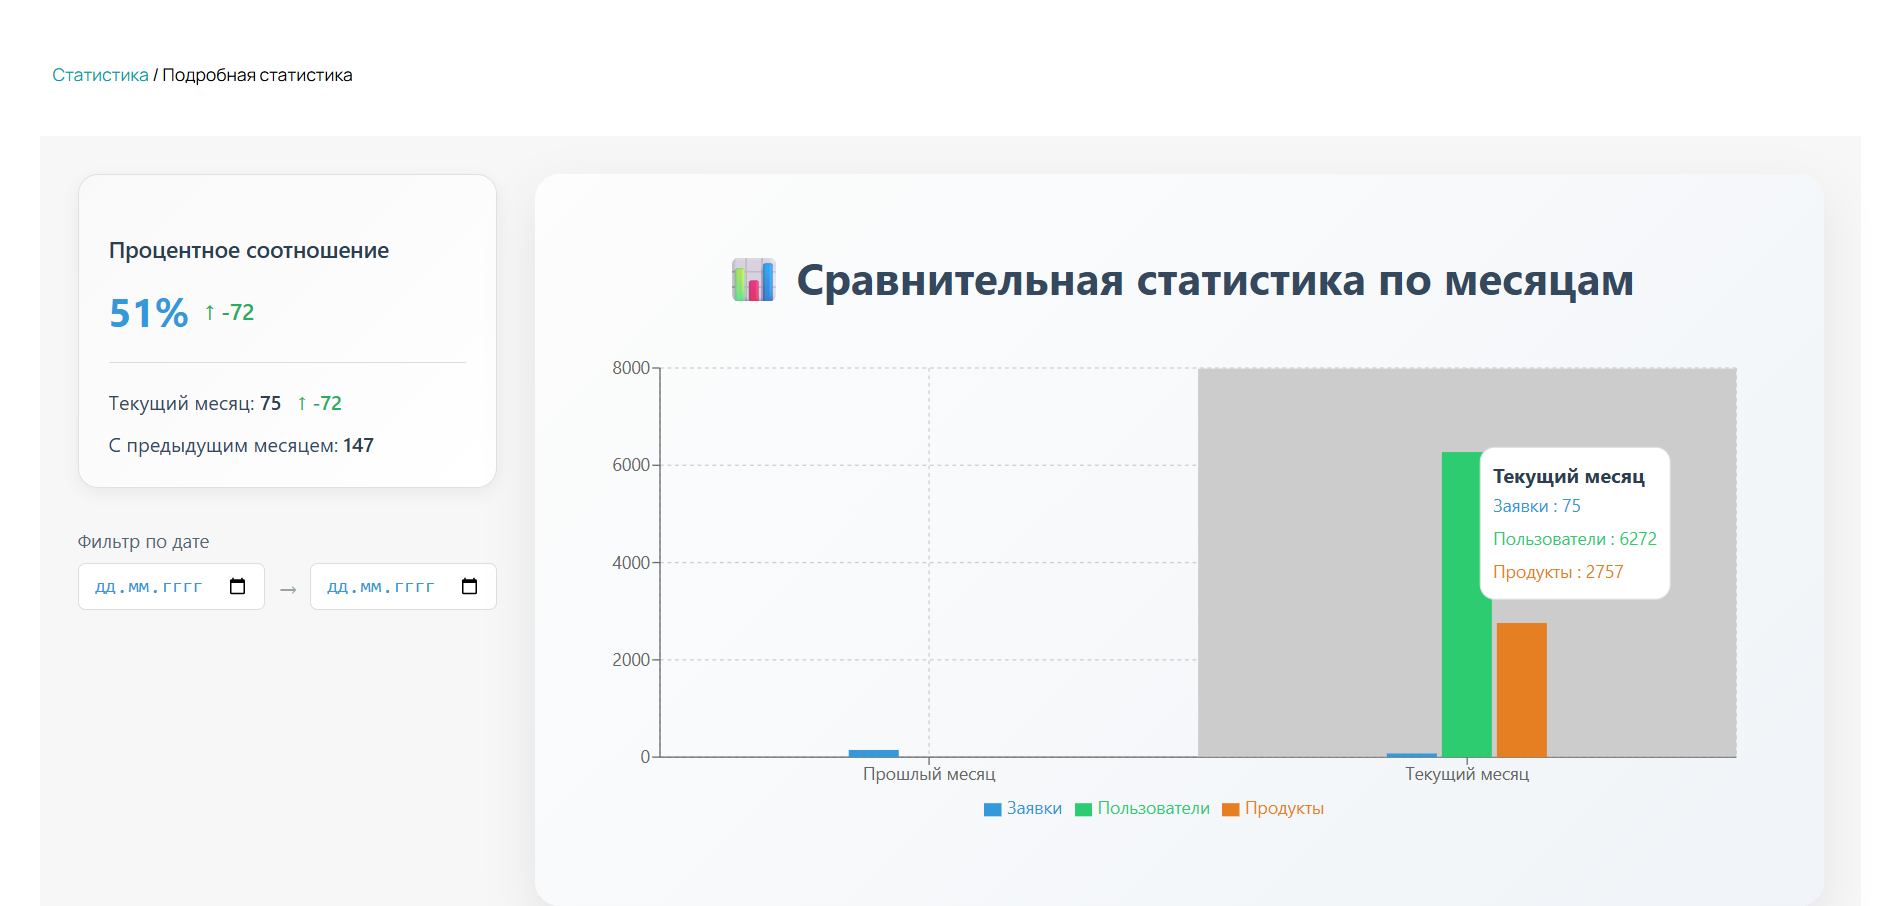 Статистика / Подробная статистика
Процентное соотношение
51% ↑ -72
Текущий месяц: 75 ↑ -72
С предыдущим месяцем: 147
Фильтр по дате
дд.мм.гггг → дд.мм.гггг
Сравнительная статистика по месяцам
8000
6000
4000
2000
0
Текущий месяц
Заявки : 75
Пользователи : 6272
Продукты : 2757
Прошлый месяц
Текущий месяц
Заявки Пользователи Продукты